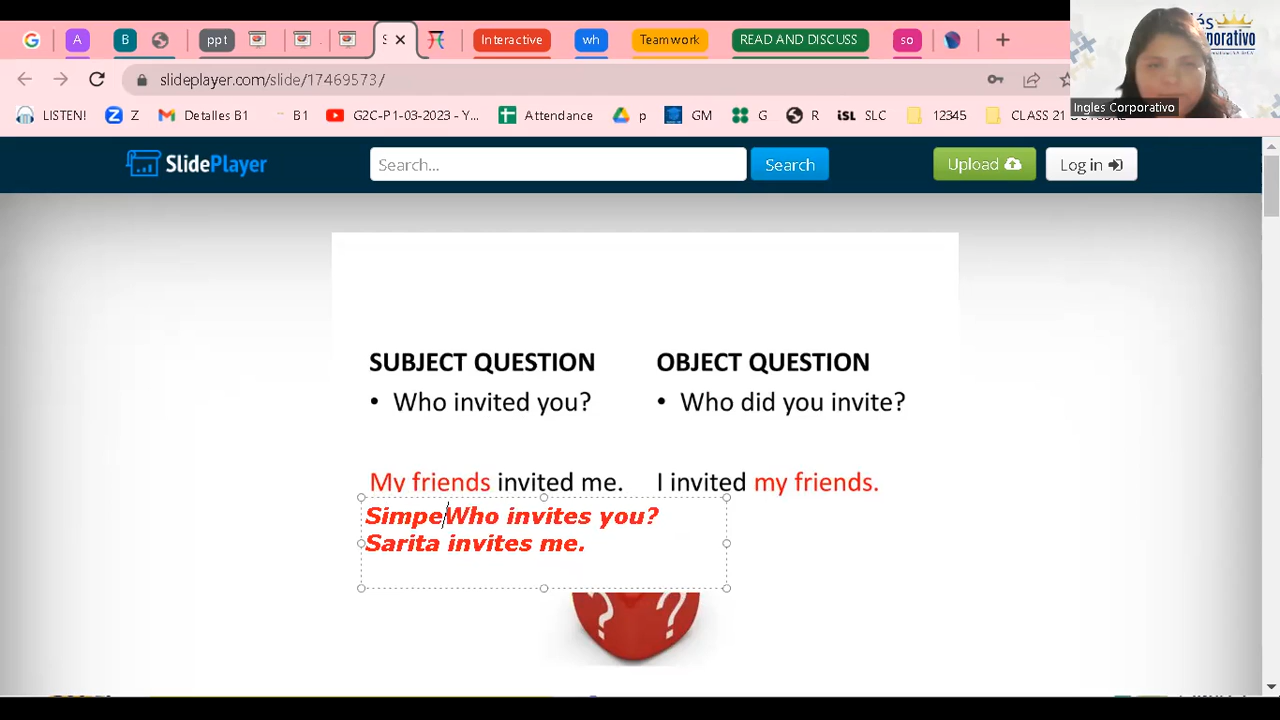 A
B
ppt
Interactive
wh
Teamwork
READ AND DISCUSS
so
slideplayer.com/slide/17469573/
LISTEN!
Z
Detalles B1
B1
G2C-P1-03-2023 -Y...
Attendance
p
GM
G
R
iSL SLC
12345
CLASS 21
Ingles Corporativo
SlidePlayer
Search...
Search
Upload
Log in
SUBJECT QUESTION
OBJECT QUESTION
• Who invited you?
• Who did you invite?
My friends invited me.
I invited my friends.
SimpeWho invites you?
Sarita invites me.
? ?